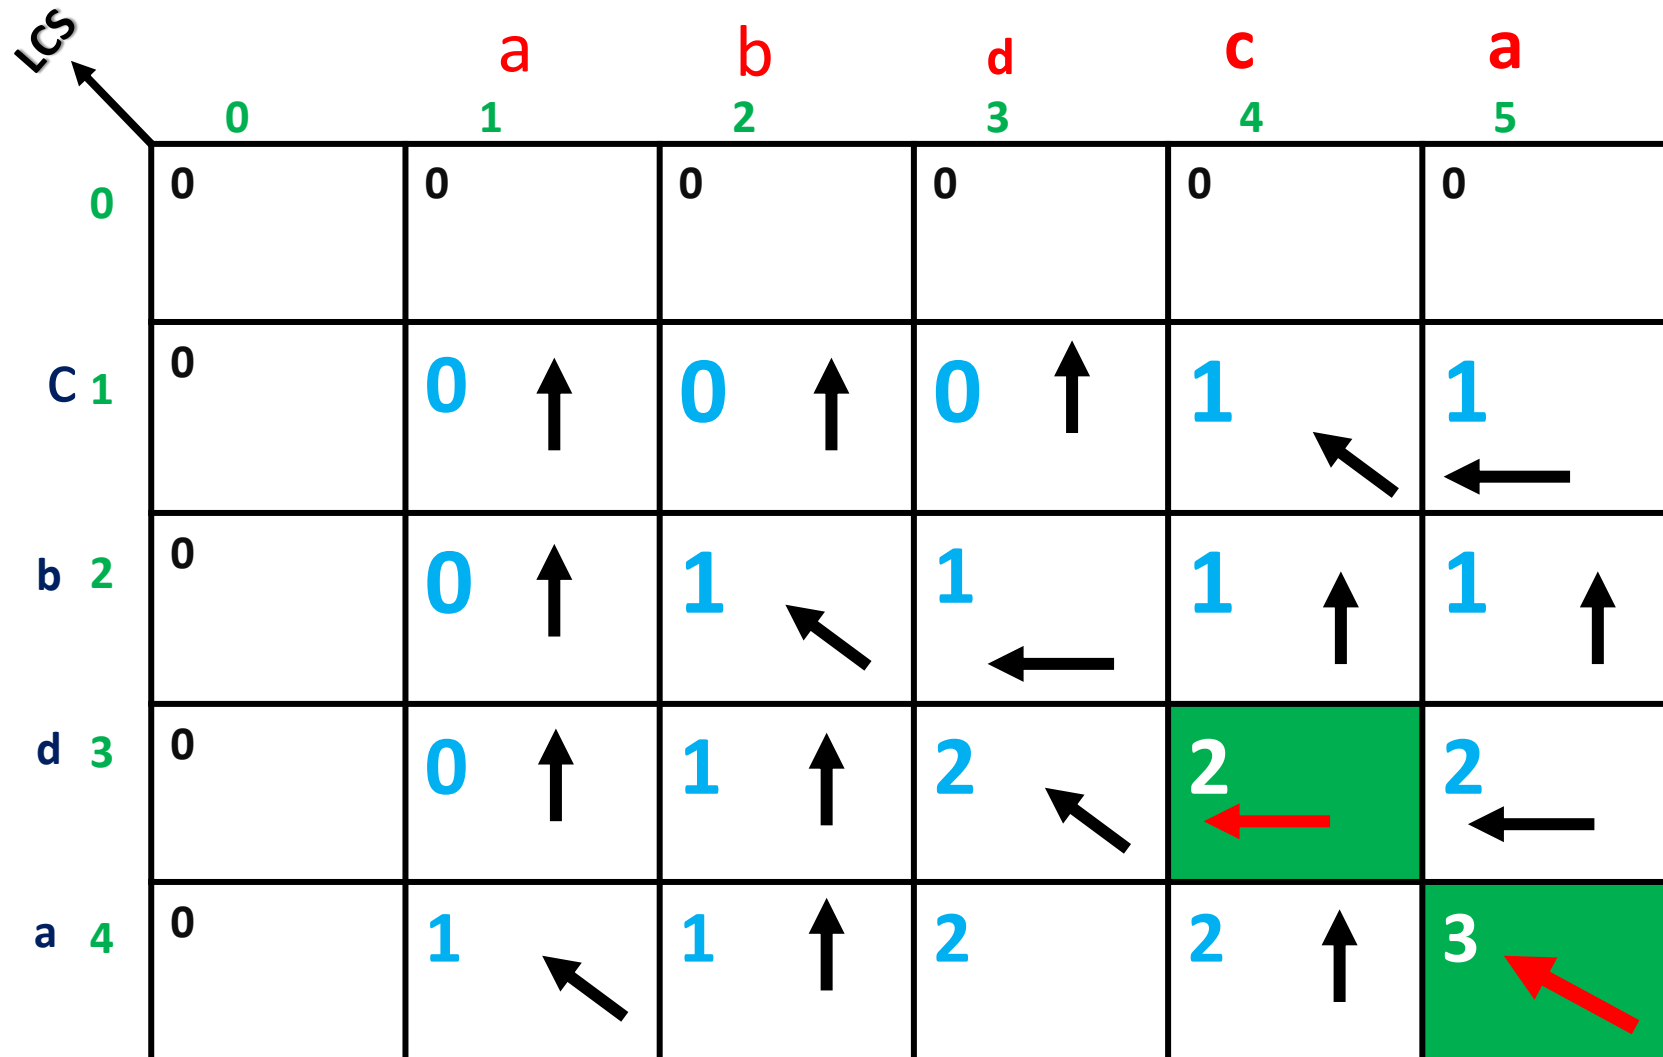 LCS
a b d c a
0 1 2 3 4 5
0 0 0 0 0 0 0
C 1 0 0 0 0 1 1
b 2 0 0 1 1 1 1
d 3 0 0 1 2 2 2
a 4 0 1 1 2 2 3